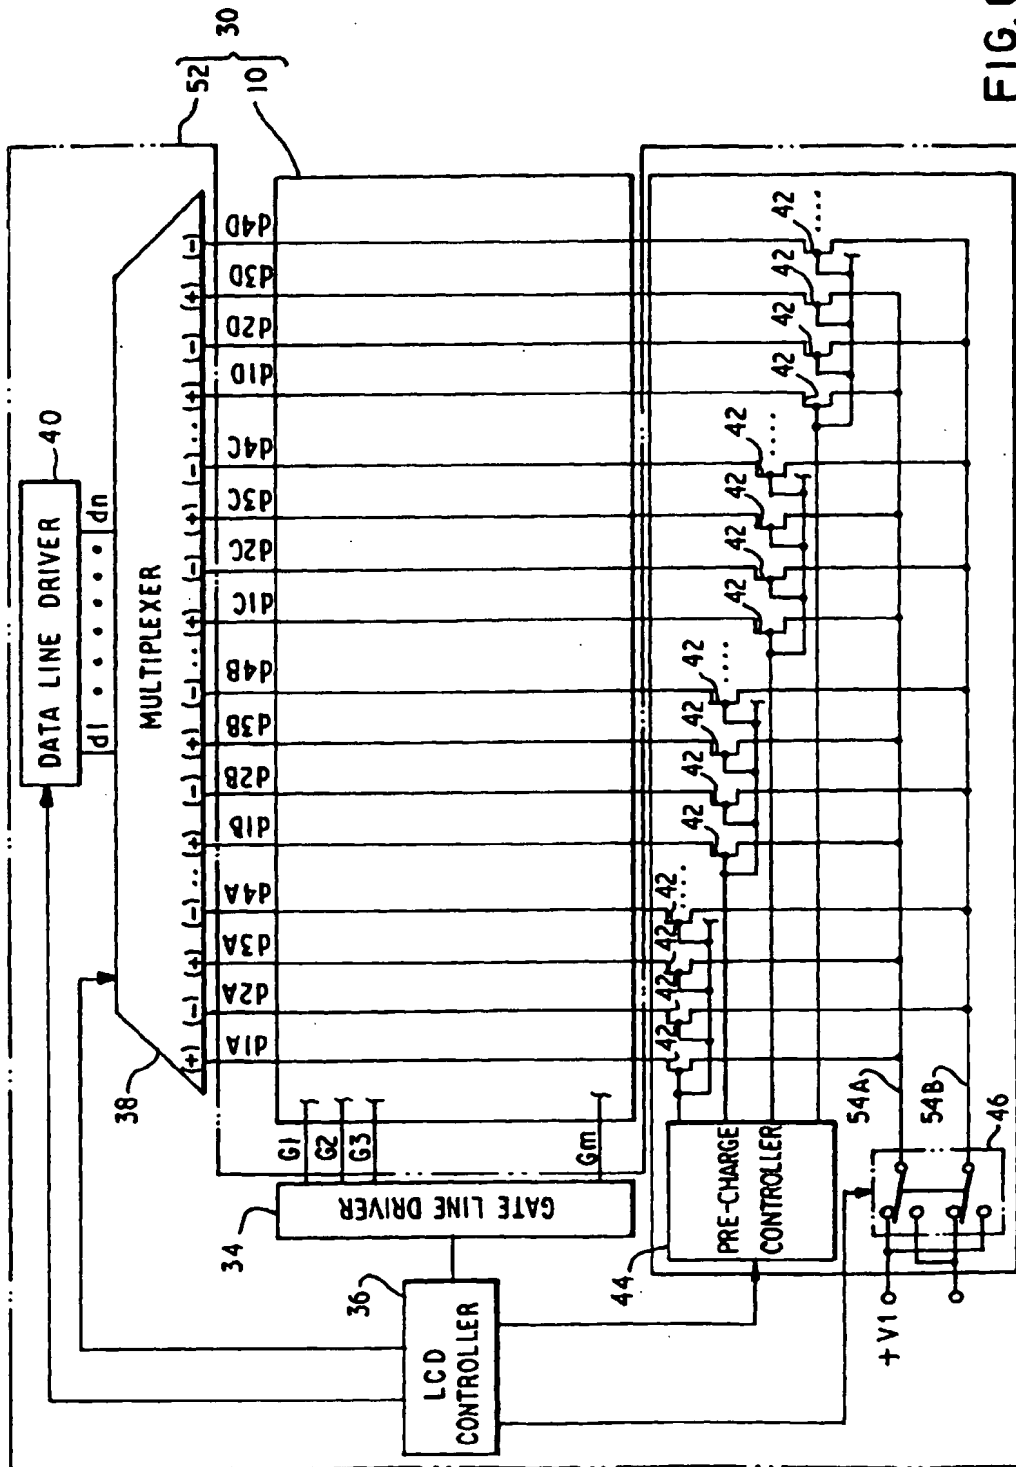 30
52
10
40
DATA LINE DRIVER
d1 • • • • • dn
38
MULTIPLEXER
(+) (-) (+) (-) ... (+) (-) (+) (-) ... (+) (-) (+) (-) ... (+) (-) (+) (-)
d1A d2A d3A d4A d1B d2B d3B d4B d1C d2C d3C d4C d1D d2D d3D d4D
G1
G2
G3
Gm
34
GATE LINE DRIVER
36
LCD
CONTROLLER
42 42 42 42 ....
42 42 42 42 ....
42 42 42 42 ....
42 42 42 42 ....
44
PRE-CHARGE
CONTROLLER
54A
54B
46
+V1
FIG.